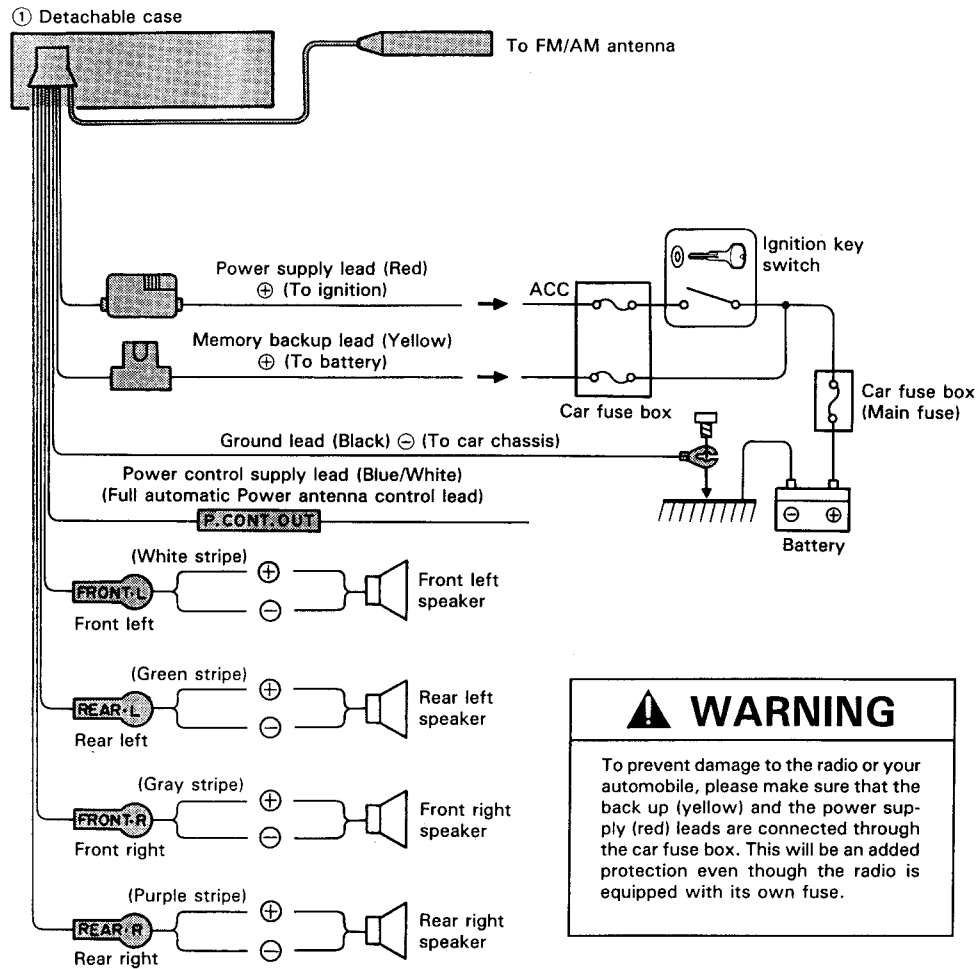 ① Detachable case
To FM/AM antenna
Ignition key
switch
Power supply lead (Red)
⊕ (To ignition)
ACC
Memory backup lead (Yellow)
⊕ (To battery)
Car fuse box
Car fuse box
(Main fuse)
Ground lead (Black) ⊖ (To car chassis)
Power control supply lead (Blue/White)
(Full automatic Power antenna control lead)
P.CONT.OUT
⊖ ⊕
Battery
(White stripe)
⊕
FRONT·L
⊖
Front left
Front left
speaker
(Green stripe)
⊕
REAR·L
⊖
Rear left
Rear left
speaker
(Gray stripe)
⊕
FRONT·R
⊖
Front right
Front right
speaker
(Purple stripe)
⊕
REAR·R
⊖
Rear right
Rear right
speaker
WARNING
To prevent damage to the radio or your
automobile, please make sure that the
back up (yellow) and the power sup-
ply (red) leads are connected through
the car fuse box. This will be an added
protection even though the radio is
equipped with its own fuse.